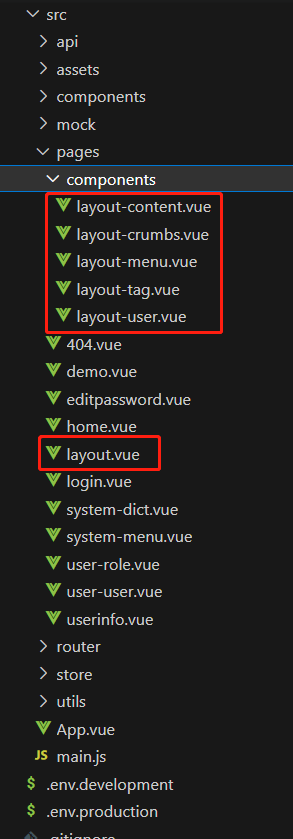 src
api
assets
components
mock
pages
components
layout-content.vue
layout-crumbs.vue
layout-menu.vue
layout-tag.vue
layout-user.vue
404.vue
demo.vue
editpassword.vue
home.vue
layout.vue
login.vue
system-dict.vue
system-menu.vue
user-role.vue
user-user.vue
userinfo.vue
router
store
utils
App.vue
JS main.js
$ .env.development
$ .env.production
.gitignore